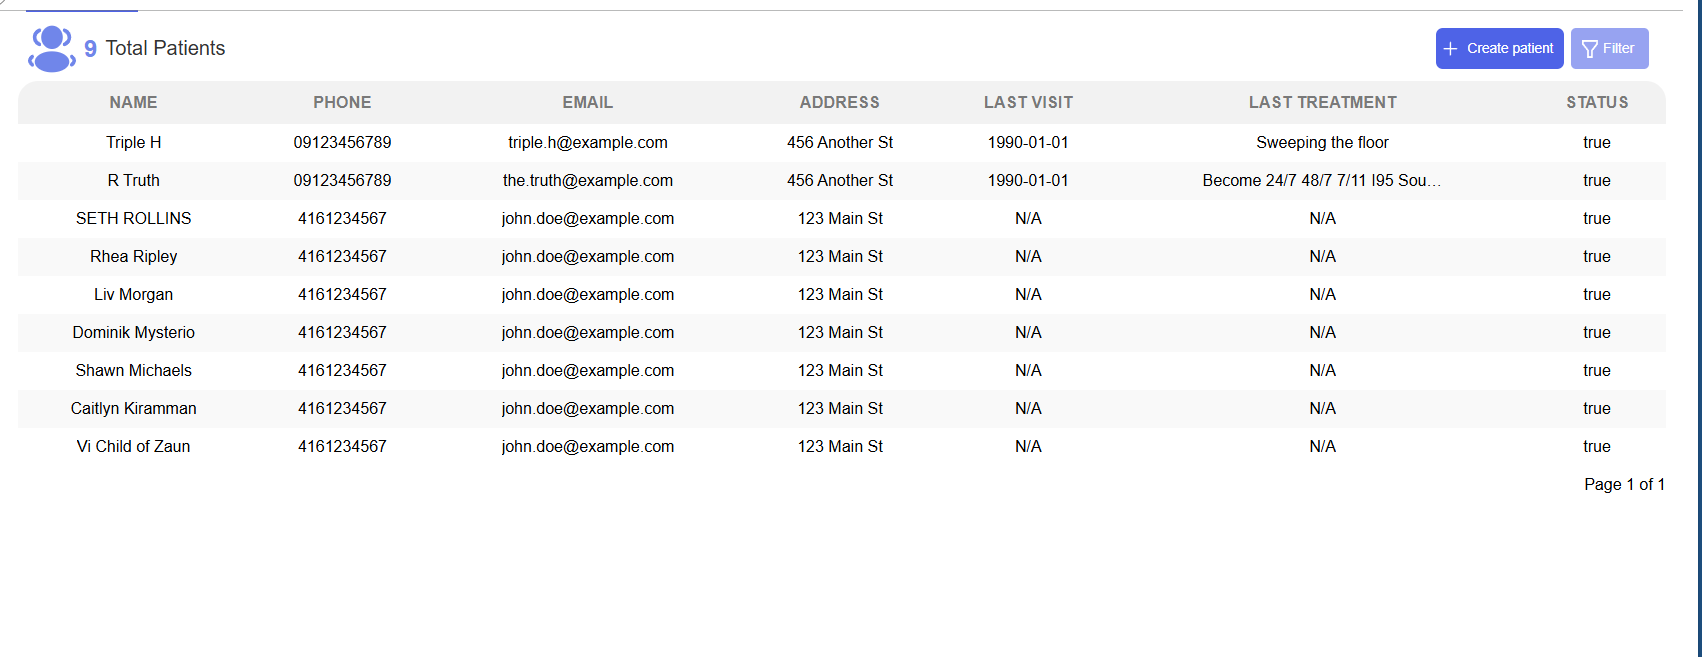 9 Total Patients
+ Create patient Filter
NAME PHONE EMAIL ADDRESS LAST VISIT LAST TREATMENT STATUS
Triple H 09123456789 triple.h@example.com 456 Another St 1990-01-01 Sweeping the floor true
R Truth 09123456789 the.truth@example.com 456 Another St 1990-01-01 Become 24/7 48/7 7/11 I95 Sou... true
SETH ROLLINS 4161234567 john.doe@example.com 123 Main St N/A N/A true
Rhea Ripley 4161234567 john.doe@example.com 123 Main St N/A N/A true
Liv Morgan 4161234567 john.doe@example.com 123 Main St N/A N/A true
Dominik Mysterio 4161234567 john.doe@example.com 123 Main St N/A N/A true
Shawn Michaels 4161234567 john.doe@example.com 123 Main St N/A N/A true
Caitlyn Kiramman 4161234567 john.doe@example.com 123 Main St N/A N/A true
Vi Child of Zaun 4161234567 john.doe@example.com 123 Main St N/A N/A true
Page 1 of 1